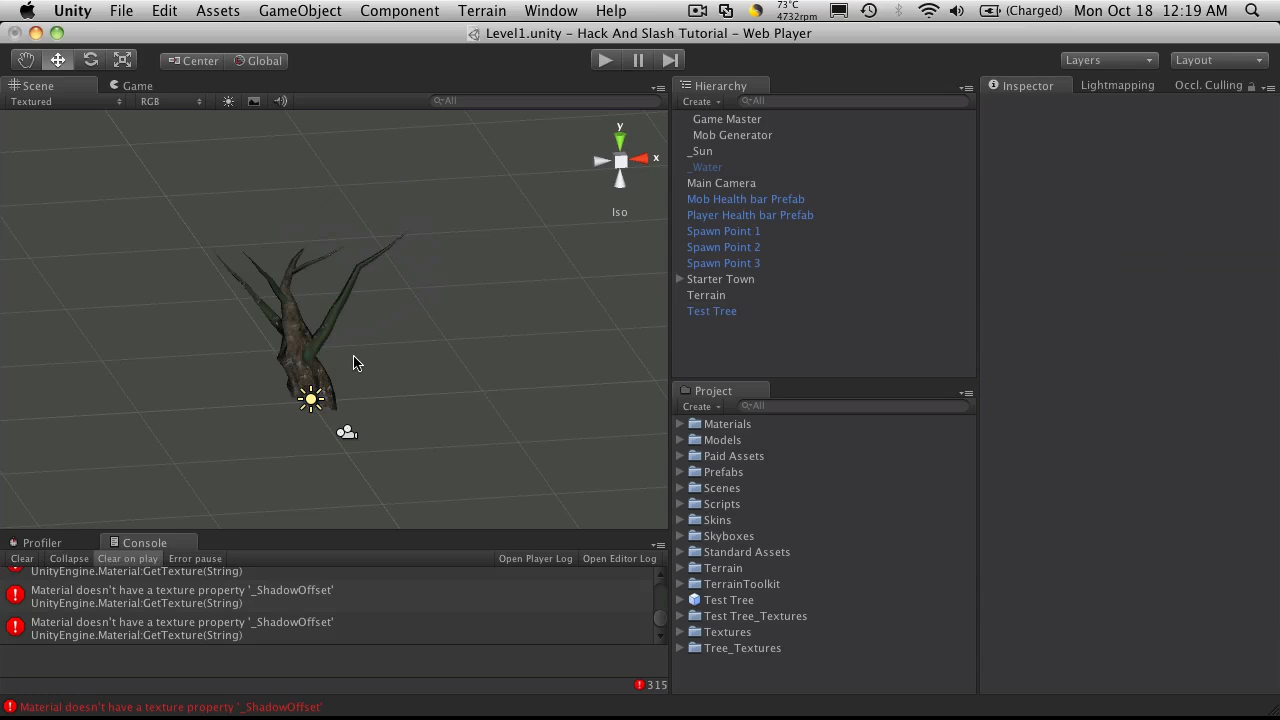 Unity File Edit Assets GameObject Component Terrain Window Help 73°C 4732rpm (Charged) Mon Oct 18 12:19 AM
Level1.unity - Hack And Slash Tutorial - Web Player
Center Global Layers Layout
Scene Game
Textured RGB All
y
x
Iso
Hierarchy
Create All
Game Master
Mob Generator
_Sun
_Water
Main Camera
Mob Health bar Prefab
Player Health bar Prefab
Spawn Point 1
Spawn Point 2
Spawn Point 3
Starter Town
Terrain
Test Tree
Inspector Lightmapping Occl. Culling
Project
Create All
Materials
Models
Paid Assets
Prefabs
Scenes
Scripts
Skins
Skyboxes
Standard Assets
Terrain
TerrainToolkit
Test Tree
Test Tree_Textures
Textures
Tree_Textures
Profiler Console
Clear Collapse Clear on play Error pause Open Player Log Open Editor Log
UnityEngine.Material:GetTexture(String)
Material doesn't have a texture property '_ShadowOffset'
UnityEngine.Material:GetTexture(String)
Material doesn't have a texture property '_ShadowOffset'
UnityEngine.Material:GetTexture(String)
315
Material doesn't have a texture property '_ShadowOffset'